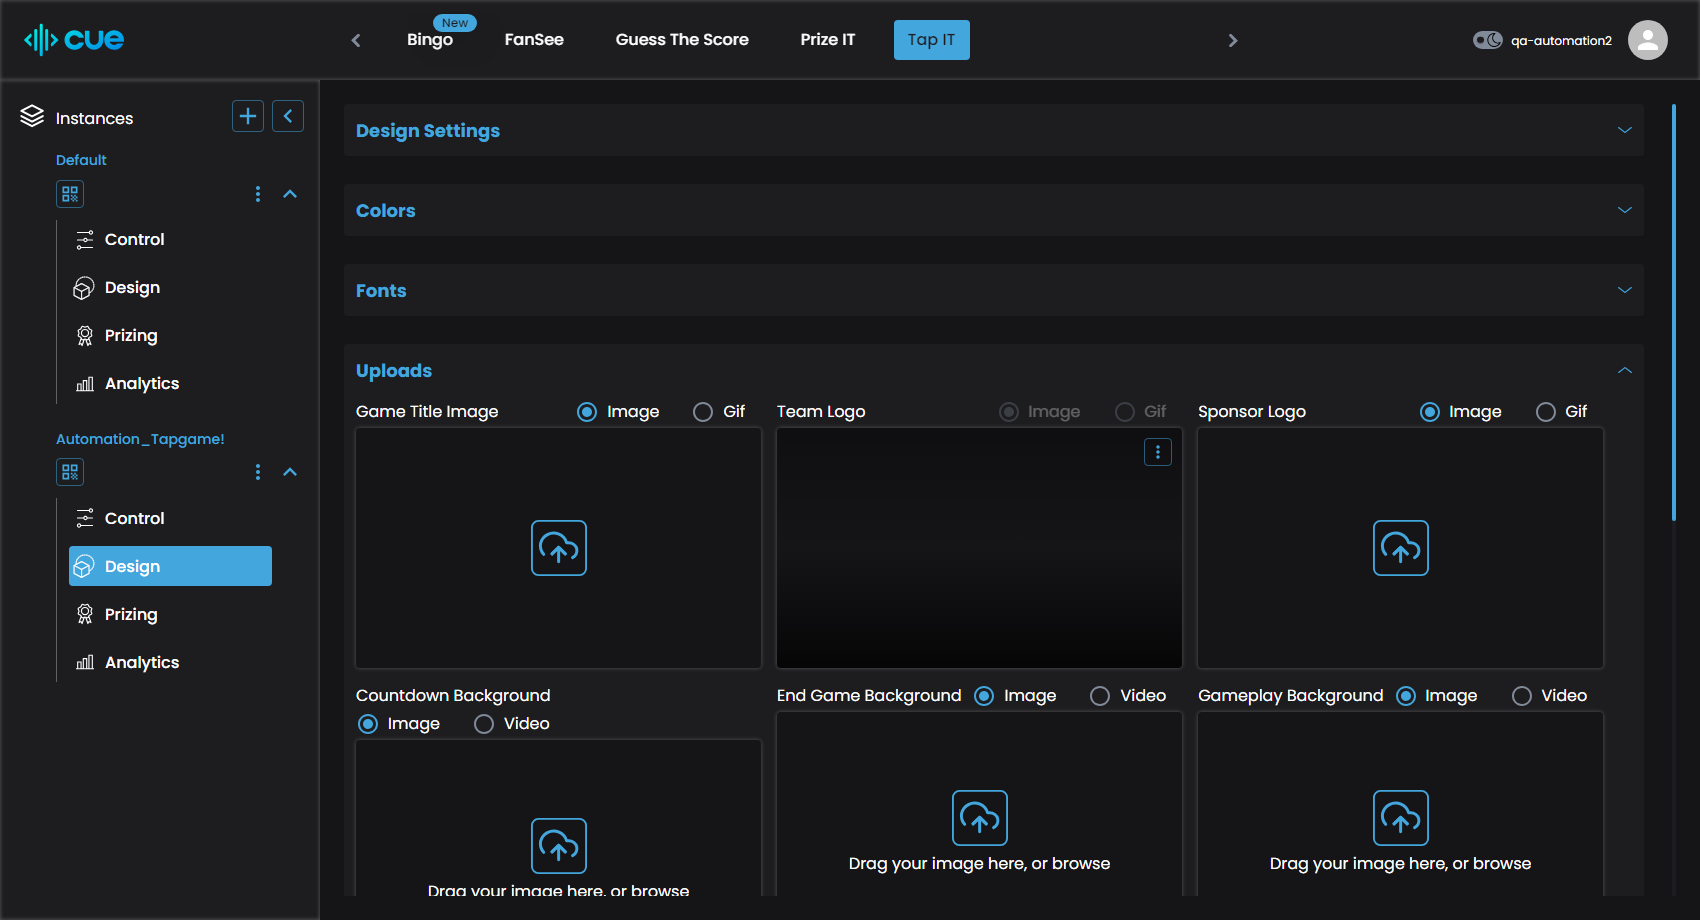 cue
New
Bingo
FanSee
Guess The Score
Prize IT
Tap IT
qa-automation2
Instances
Default
Control
Design
Prizing
Analytics
Automation_Tapgame!
Control
Design
Prizing
Analytics
Design Settings
Colors
Fonts
Uploads
Game Title Image Image Gif
Team Logo Image Gif
Sponsor Logo Image Gif
Countdown Background
Image Video
Drag your image here, or browse
End Game Background Image Video
Drag your image here, or browse
Gameplay Background Image Video
Drag your image here, or browse